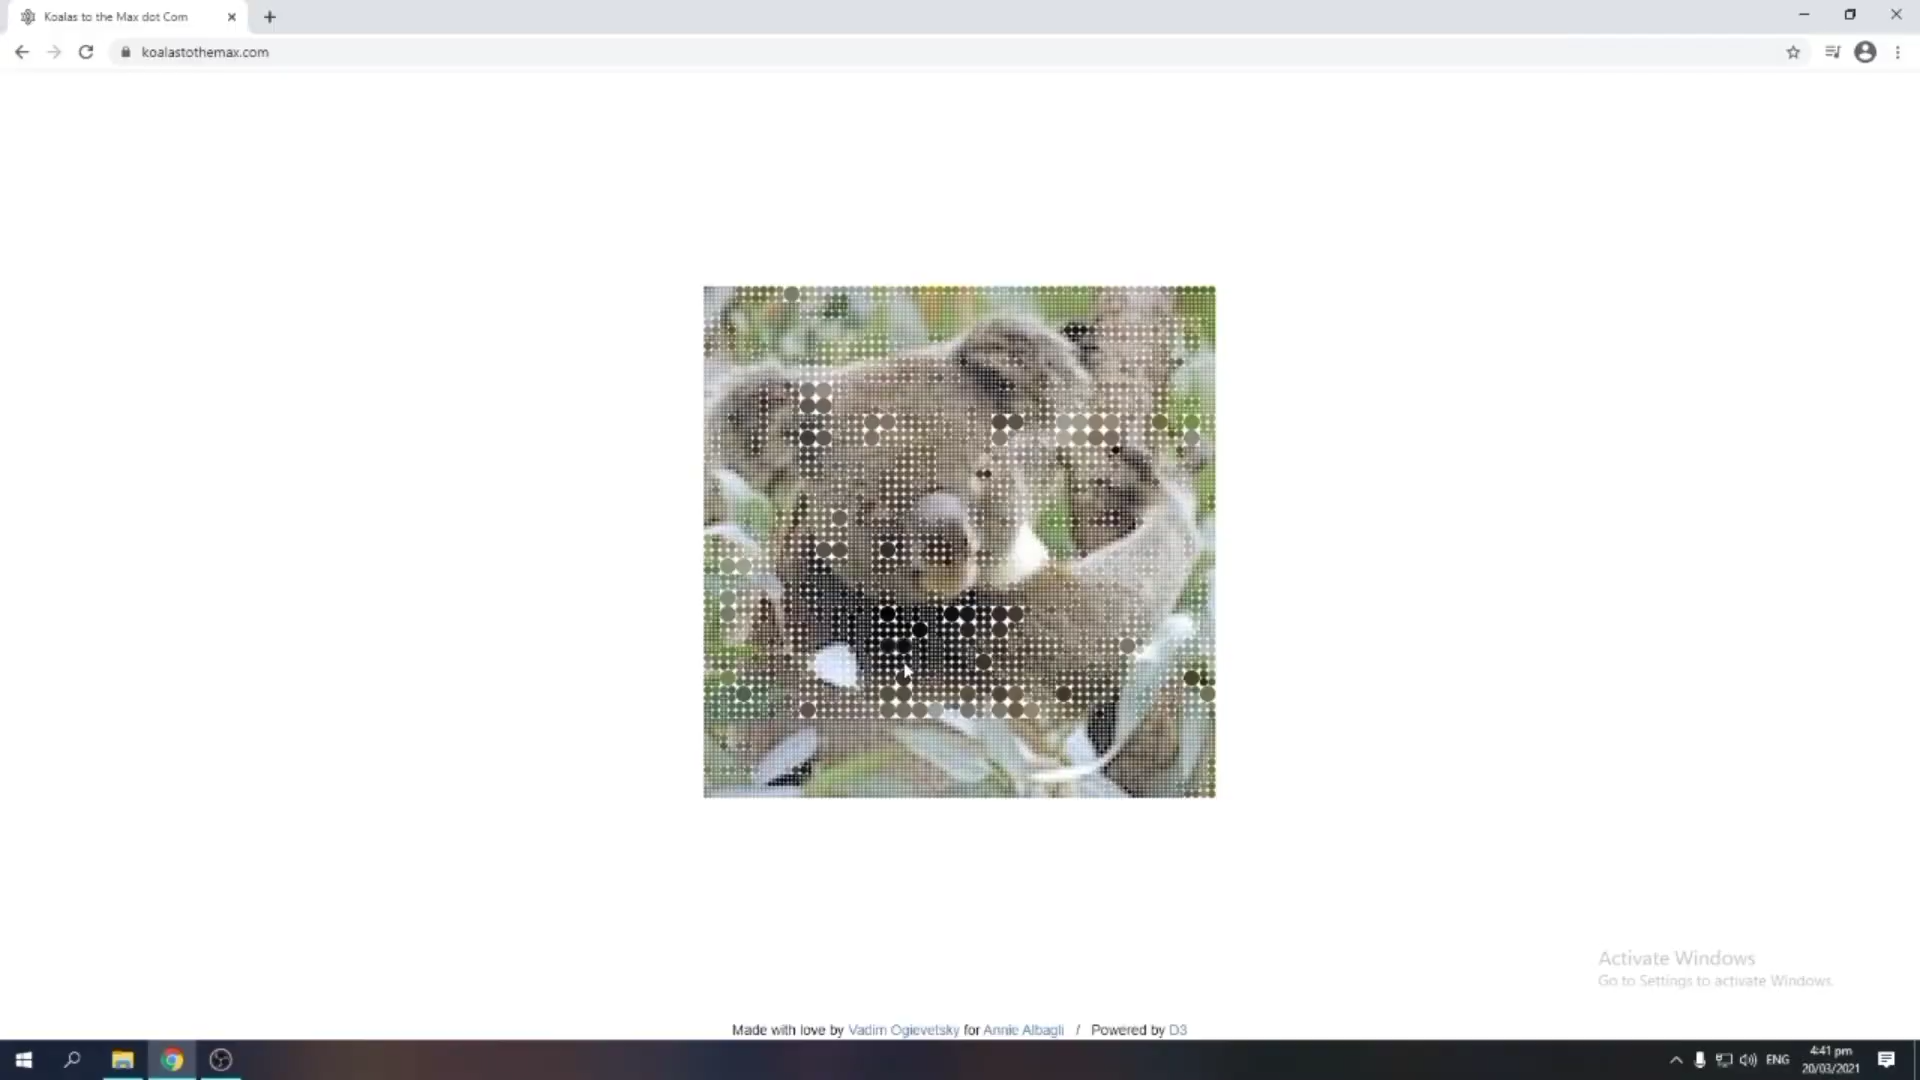 Koalas to the Max dot Com
koalastothemax.com
Activate Windows
Go to Settings to activate Windows.
Made with love by Vadim Ogievetsky for Annie Albagli / Powered by D3
ENG
4:41 pm
20/03/2021